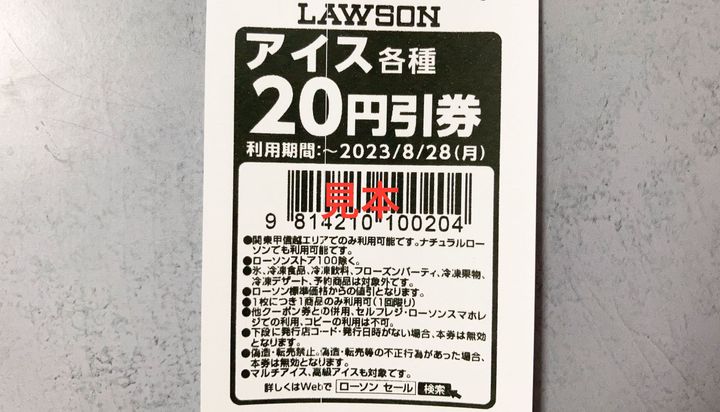 LAWSON
アイス各種
20円引券
利用期間:~2023/8/28(月)
見本
9 814210 100204
●関東甲信越エリアでのみ利用可能です。ナチュラルロー
ソンでも利用可能です。
●ローソンストア100除く。
●氷、冷凍食品、冷凍飲料、フローズンパーティ、冷凍果物、
冷凍デザート、予約商品は対象外です。
●ローソン標準価格からの値引となります。
●1枚につき1商品のみ利用可(1回限り)
●他クーポン券との併用、セルフレジ・ローソンスマホレ
ジでの利用、コピーの利用は不可。
●下段に発行店コード・発行日時がない場合、本券は無効
となります。
●偽造・転売禁止。偽造・転売等の不正行為があった場合、
本券は無効となります。
●マルチアイス、高級アイスも対象です。
詳しくはWebで ローソン セール 検索